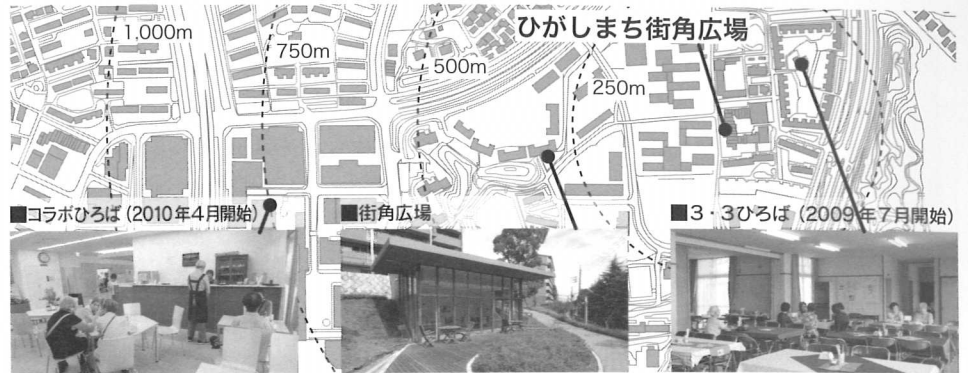 ひがしまち街角広場
1,000m
750m
500m
250m
■コラボひろば（2010年4月開始）
■街角広場
■3・3ひろば（2009年7月開始）